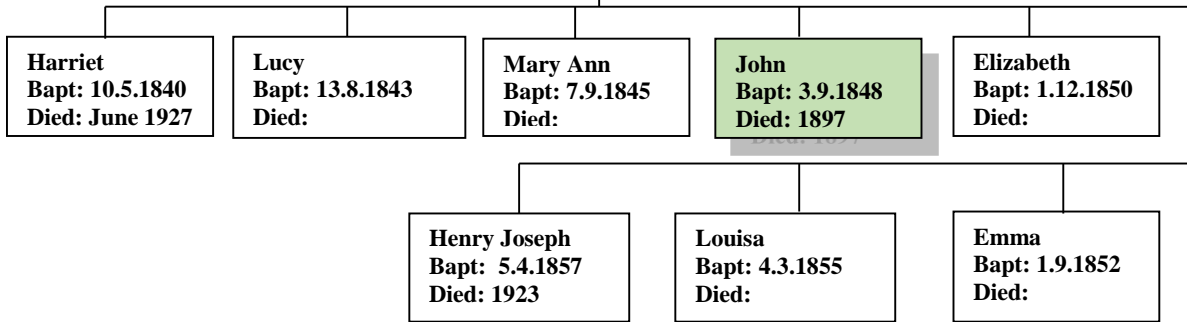 Harriet
Bapt: 10.5.1840
Died: June 1927
Lucy
Bapt: 13.8.1843
Died:
Mary Ann
Bapt: 7.9.1845
Died:
John
Bapt: 3.9.1848
Died: 1897
Elizabeth
Bapt: 1.12.1850
Died:
Henry Joseph
Bapt: 5.4.1857
Died: 1923
Louisa
Bapt: 4.3.1855
Died:
Emma
Bapt: 1.9.1852
Died: